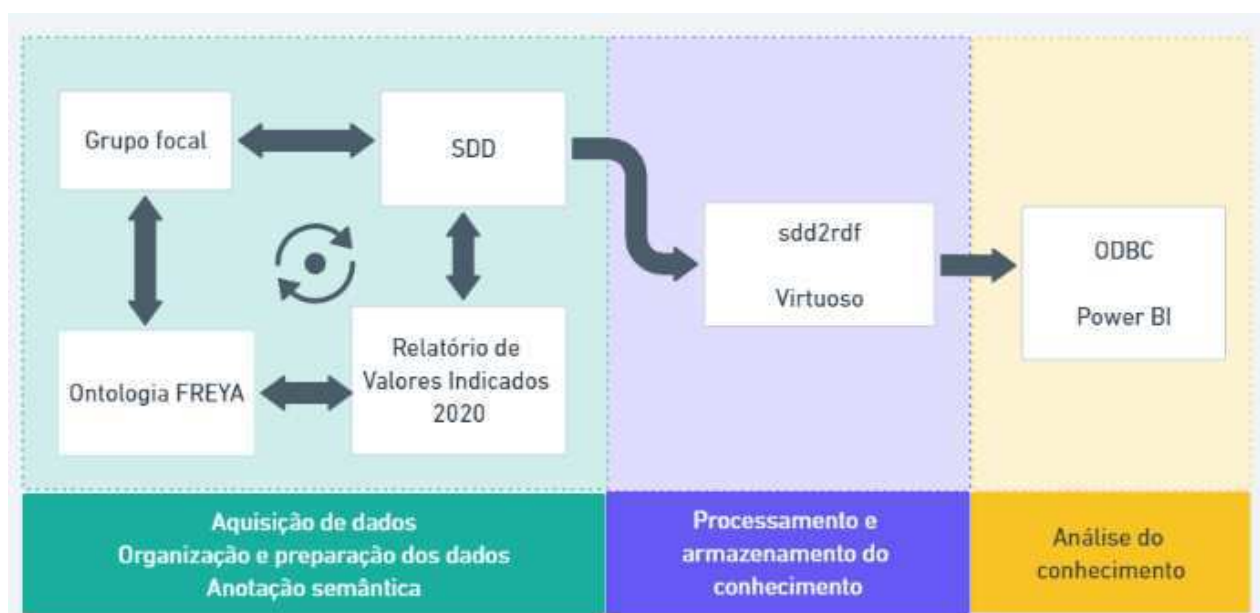 Grupo focal
SDD
Ontologia FREYA
Relatório de
Valores Indicados
2020
sdd2rdf
Virtuoso
ODBC
Power BI
Aquisição de dados
Organização e preparação dos dados
Anotação semântica
Processamento e
armazenamento do
conhecimento
Análise do
conhecimento